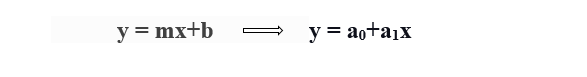 y = mx+b ⟹ y = a₀+a₁x